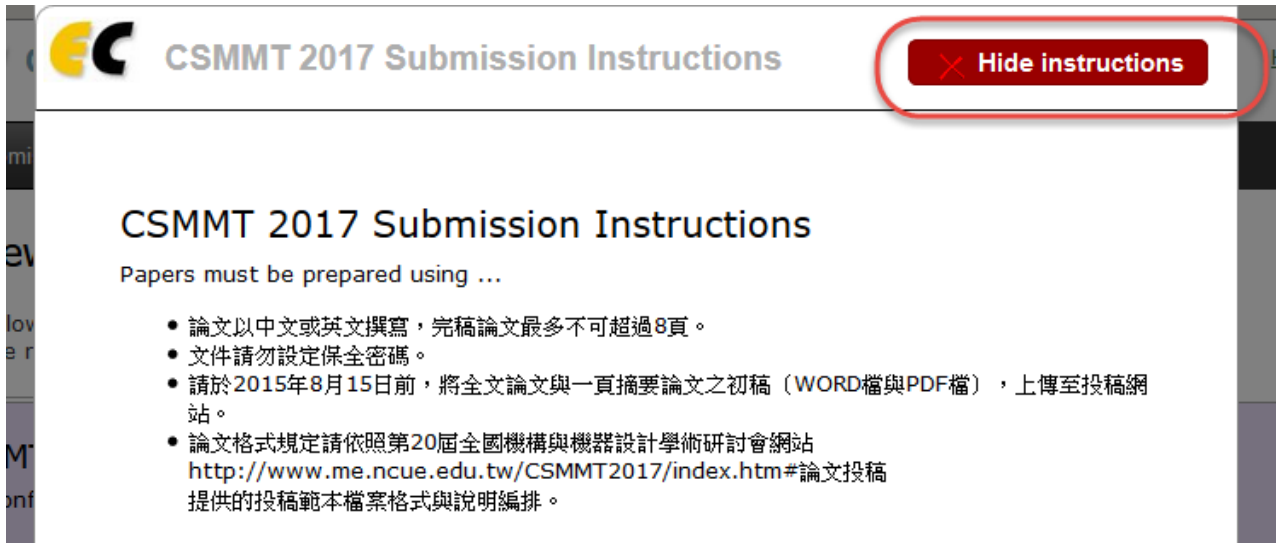 EC CSMMT 2017 Submission Instructions
Hide instructions
CSMMT 2017 Submission Instructions
Papers must be prepared using ...
論文以中文或英文撰寫，完稿論文最多不可超過8頁。
文件請勿設定保全密碼。
請於2015年8月15日前，將全文論文與一頁摘要論文之初稿（WORD檔與PDF檔），上傳至投稿網
站。
論文格式規定請依照第20屆全國機構與機器設計學術研討會網站
http://www.me.ncue.edu.tw/CSMMT2017/index.htm#論文投稿
提供的投稿範本檔案格式與說明編排。